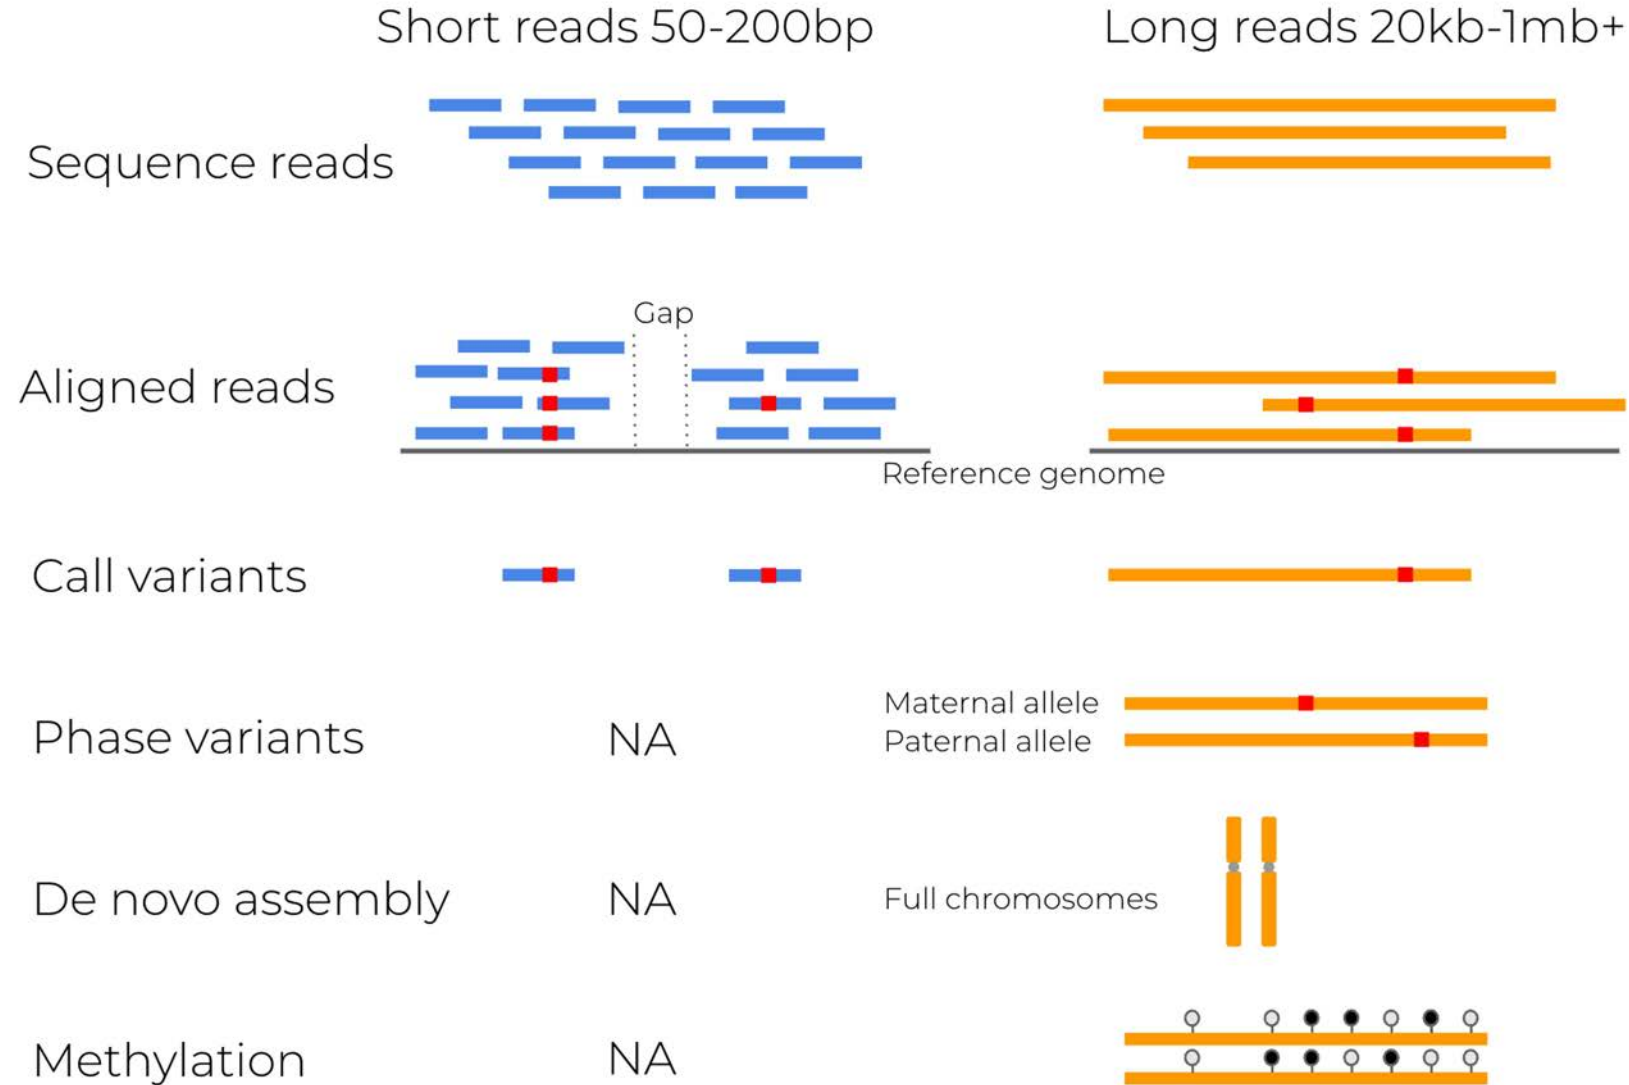 Short reads 50-200bp
Long reads 20kb-1mb+
Sequence reads
Gap
Aligned reads
Reference genome
Call variants
Phase variants
NA
Maternal allele
Paternal allele
De novo assembly
NA
Full chromosomes
Methylation
NA